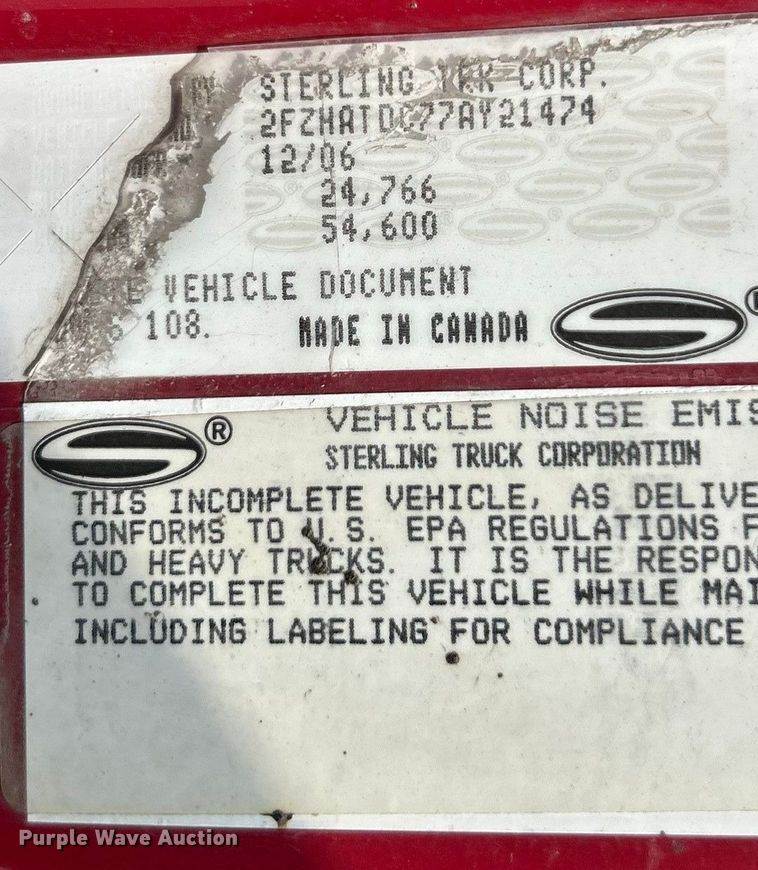 STERLING TRK CORP.
2FZHATDC77AY21474
12/06
24,766
54,600
VEHICLE DOCUMENT
108. MADE IN CANADA
®
VEHICLE NOISE EMIS
STERLING TRUCK CORPORATION
THIS INCOMPLETE VEHICLE, AS DELIVE
CONFORMS TO U.S. EPA REGULATIONS F
AND HEAVY TRUCKS. IT IS THE RESPON
TO COMPLETE THIS VEHICLE WHILE MAI
INCLUDING LABELING FOR COMPLIANCE
Purple Wave Auction